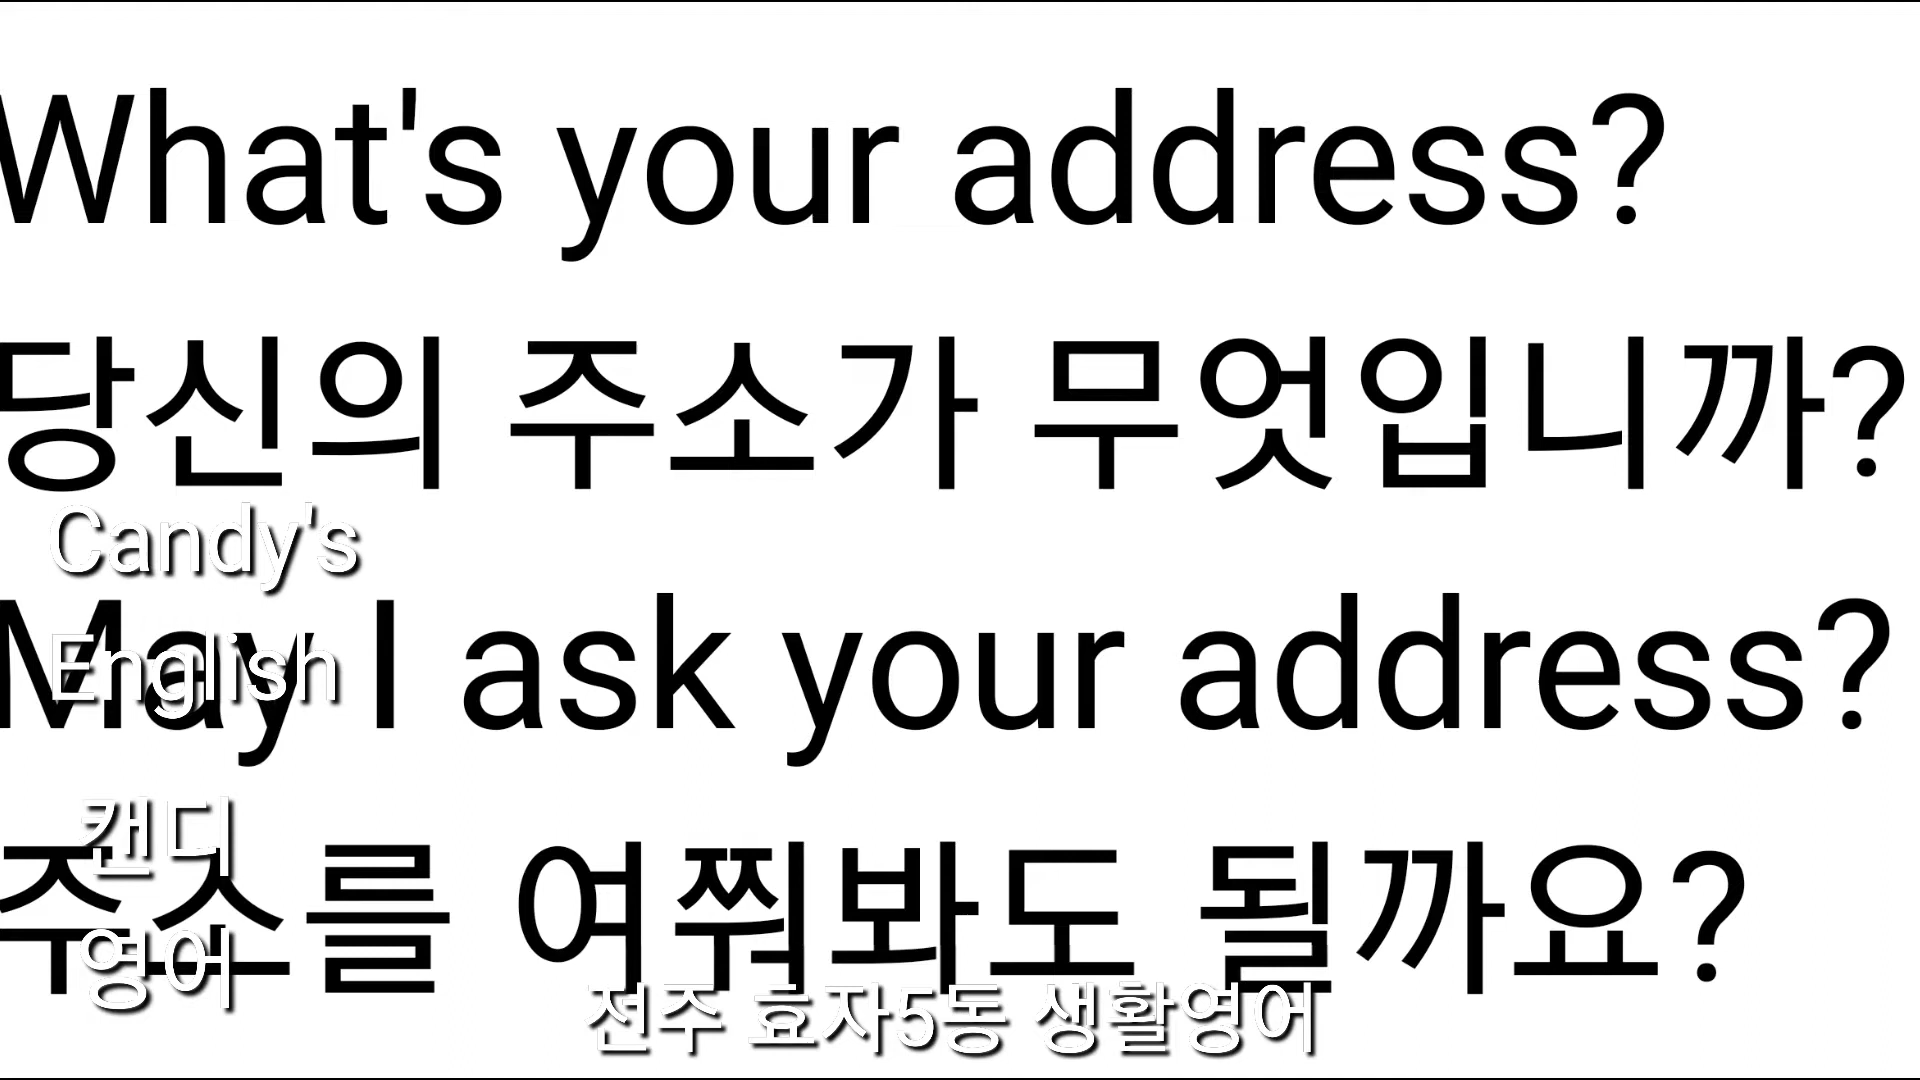 What's your address?
당신의 주소가 무엇입니까?
Candy's
May I ask your address?
English
캔디
주소를 여쭤봐도 될까요?
영어
전주 효자5동 생활영어